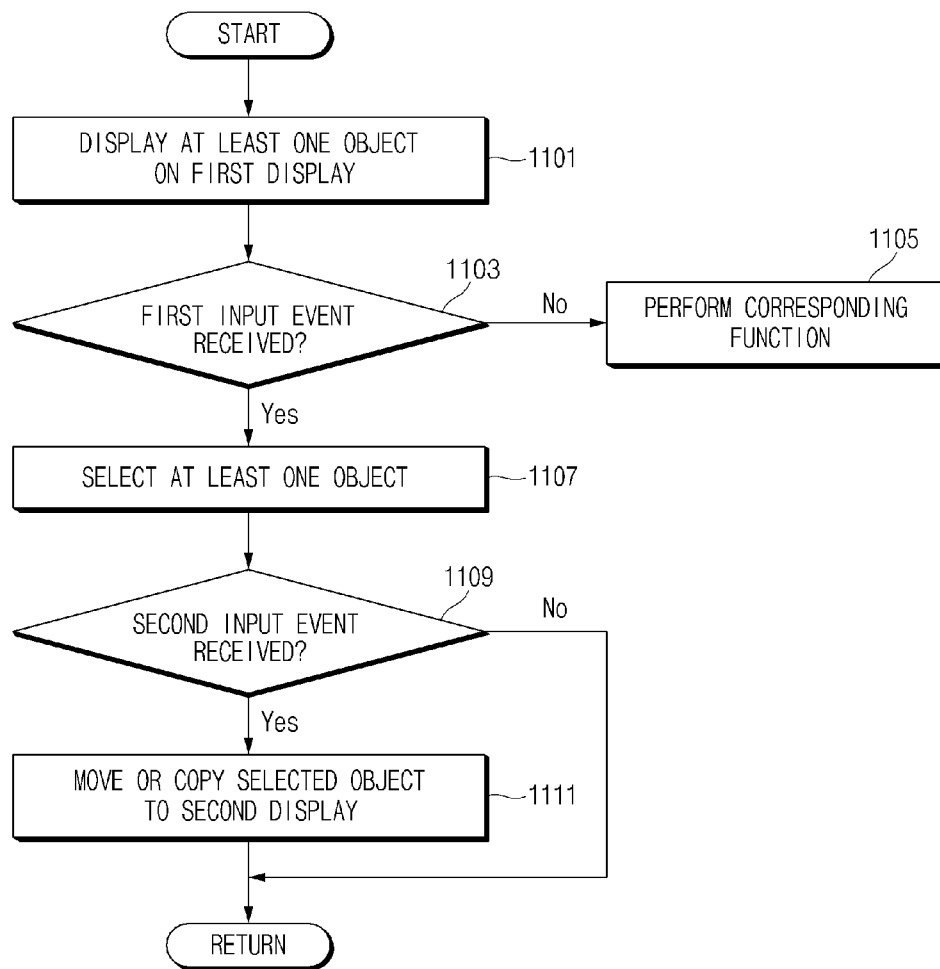 START
DISPLAY AT LEAST ONE OBJECT
ON FIRST DISPLAY
1101
1103
FIRST INPUT EVENT
RECEIVED?
No
1105
PERFORM CORRESPONDING
FUNCTION
Yes
SELECT AT LEAST ONE OBJECT
1107
1109
SECOND INPUT EVENT
RECEIVED?
No
Yes
MOVE OR COPY SELECTED OBJECT
TO SECOND DISPLAY
1111
RETURN